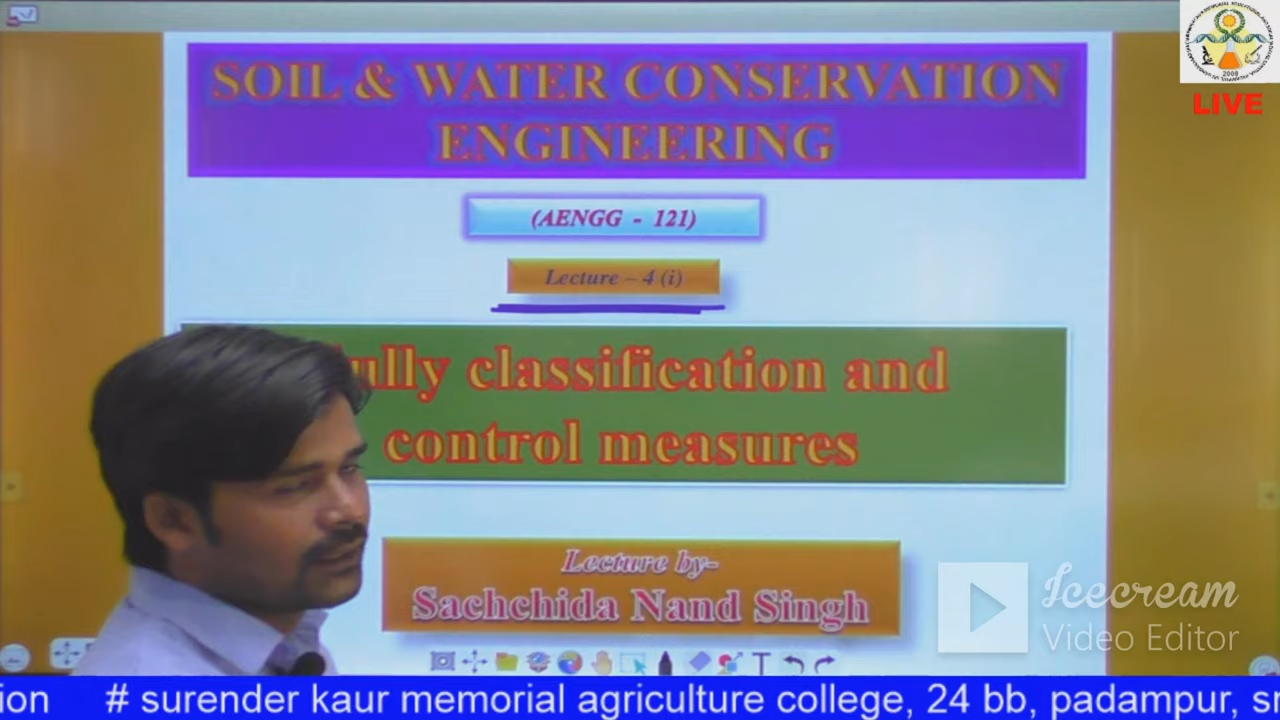 SOIL & WATER CONSERVATION
ENGINEERING
(AENGG - 121)
Lecture – 4 (i)
ully classification and
control measures
Lecture by-
Sachchida Nand Singh
2008
LIVE
Icecream
Video Editor
ion # surender kaur memorial agriculture college, 24 bb, padampur, sr